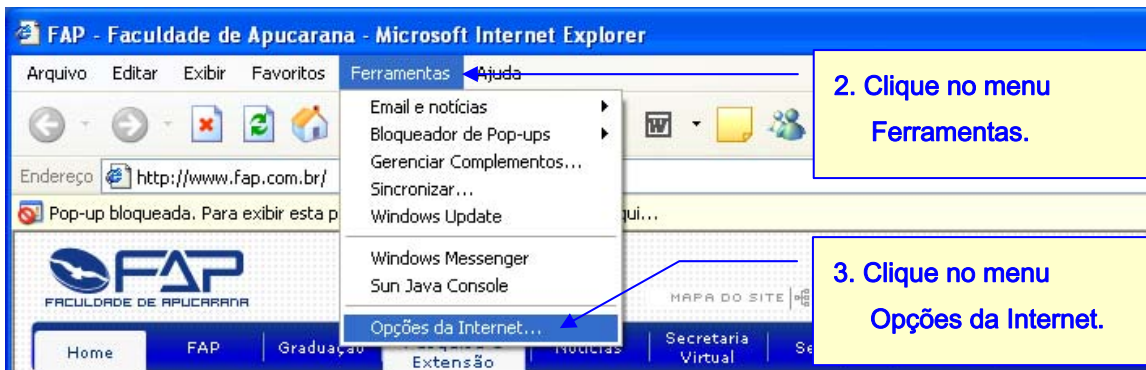 FAP - Faculdade de Apucarana - Microsoft Internet Explorer
Arquivo Editar Exibir Favoritos Ferramentas Ajuda
2. Clique no menu
Ferramentas.
Email e notícias
Bloqueador de Pop-ups
Gerenciar Complementos...
Sincronizar...
Windows Update
Windows Messenger
Sun Java Console
Opções da Internet...
Endereço http://www.fap.com.br/
Pop-up bloqueada. Para exibir esta p qui...
FAP
FACULDADE DE APUCARANA
MAPA DO SITE
3. Clique no menu
Opções da Internet.
Home FAP Graduação Extensão Notícias Secretaria
Virtual Se